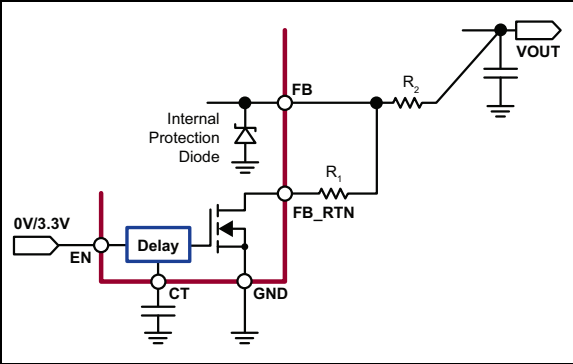 VOUT
R2
FB
Internal
Protection
Diode
R1
FB_RTN
0V/3.3V
EN
Delay
CT
GND